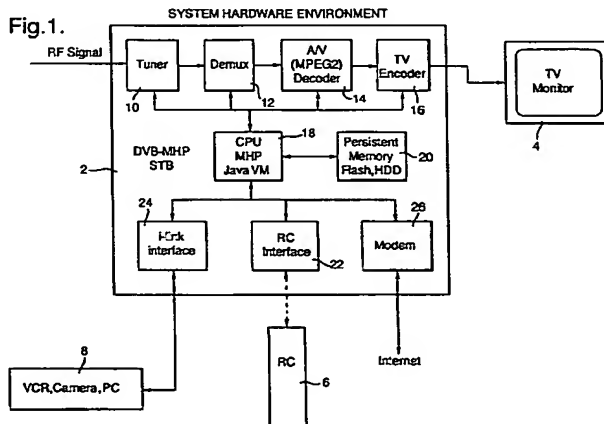 SYSTEM HARDWARE ENVIRONMENT
Fig.1.
RF Signal
Tuner
10
Demux
12
A/V
(MPEG2)
Decoder
14
TV
Encoder
16
TV
Monitor
4
2
DVB-MHP
STB
CPU
MHP
Java VM
18
Persistent
Memory
Flash,HDD
20
24
interface
RC
Interface
22
26
Modem
8
VCR,Camera,PC
RC
6
Internet